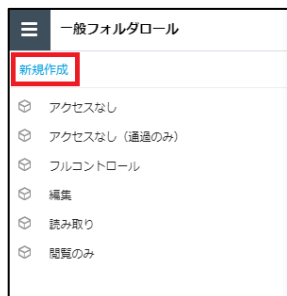 一般フォルダロール
新規作成
アクセスなし
アクセスなし（通過のみ）
フルコントロール
編集
読み取り
閲覧のみ